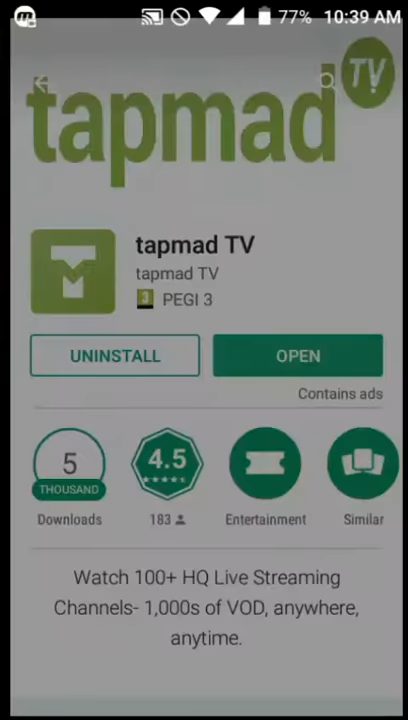 77% 10:39 AM
tapmad TV
tapmad TV
tapmad TV
3 PEGI 3
UNINSTALL OPEN
Contains ads
5 4.5
THOUSAND
Downloads 183 Entertainment Similar
Watch 100+ HQ Live Streaming
Channels- 1,000s of VOD, anywhere,
anytime.